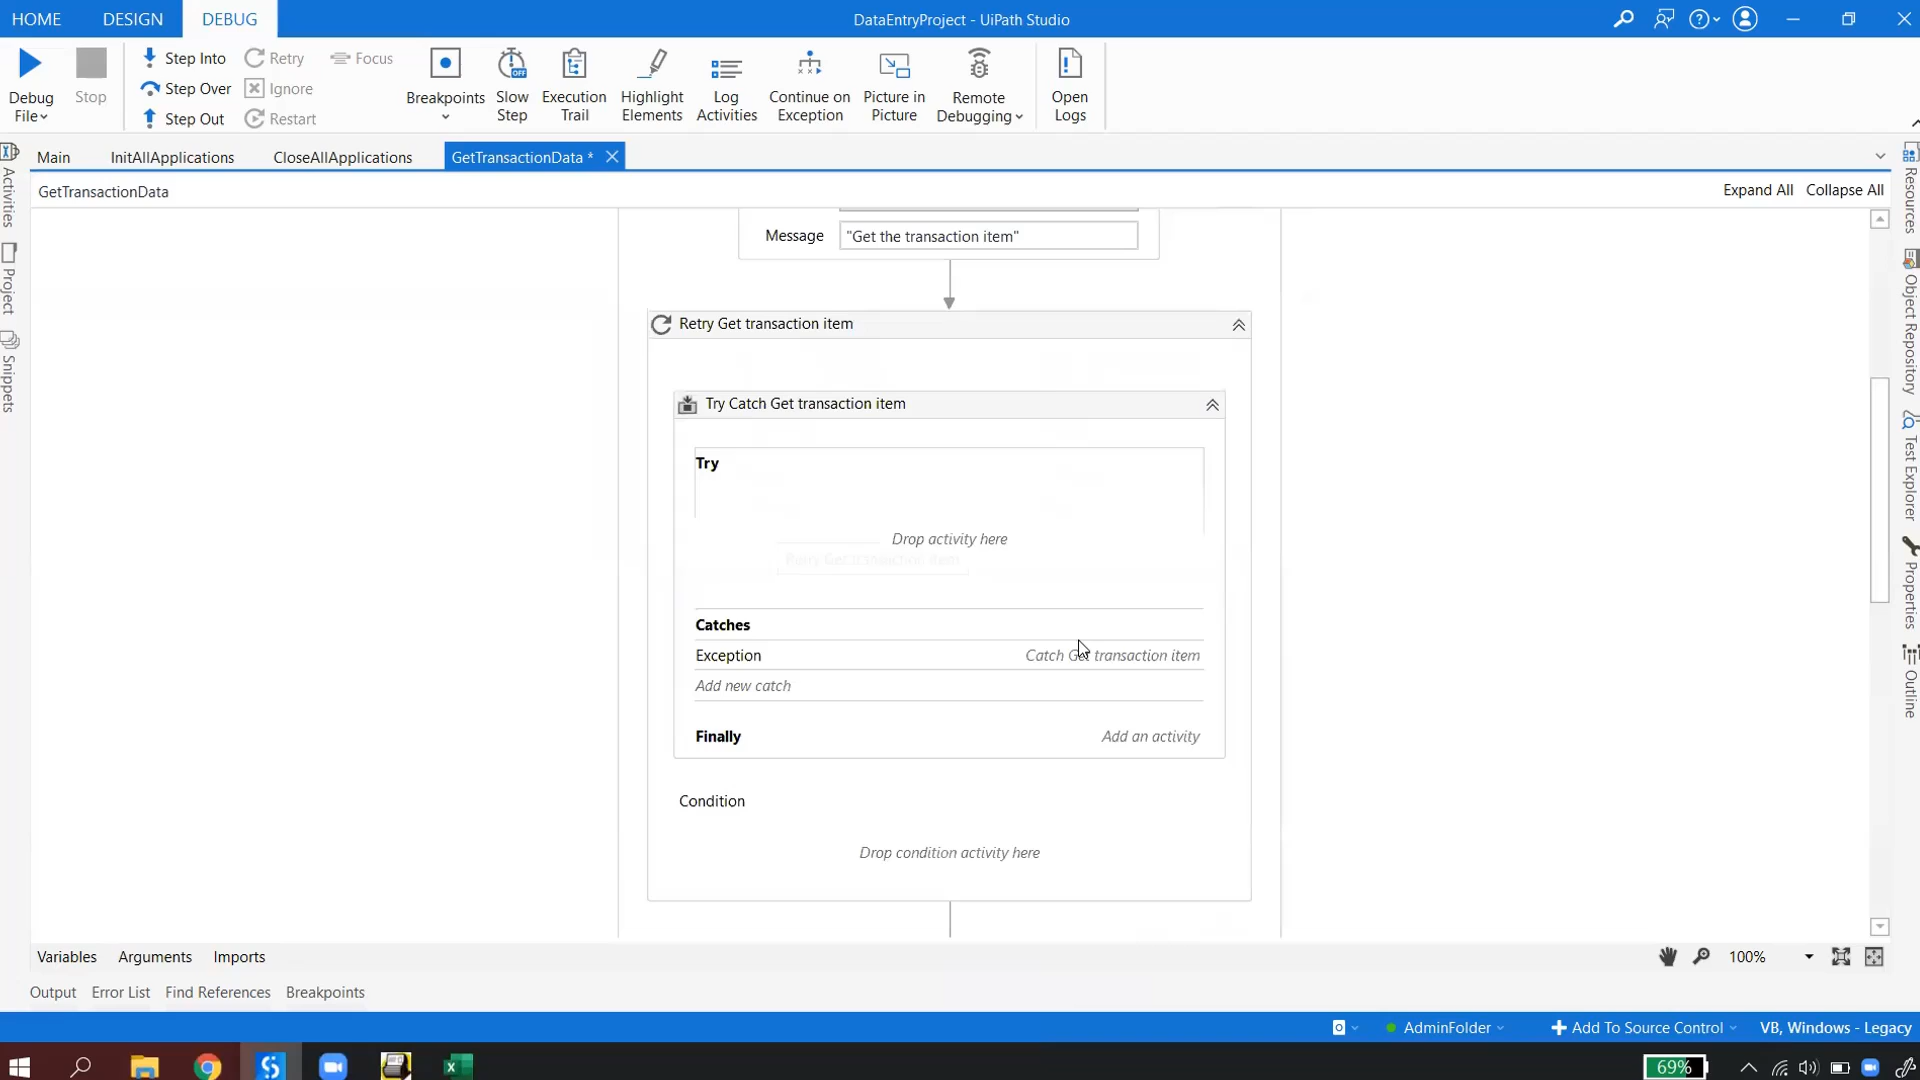 HOME DESIGN DEBUG DataEntryProject - UiPath Studio
Debug File
Stop
Step Into
Step Over
Step Out
Retry
Ignore
Restart
Focus
Breakpoints
Slow Step
Execution Trail
Highlight Elements
Log Activities
Continue on Exception
Picture in Picture
Remote Debugging
Open Logs
Main InitAllApplications CloseAllApplications GetTransactionData *
GetTransactionData Expand All Collapse All
Activities
Project
Snippets
Message "Get the transaction item"
Retry Get transaction item
Try Catch Get transaction item
Try
Drop activity here
Retry Get transaction item
Catches
Exception Catch Get transaction item
Add new catch
Finally Add an activity
Condition
Drop condition activity here
Resources
Object Repository
Test Explorer
Properties
Outline
Variables Arguments Imports 100%
Output Error List Find References Breakpoints
AdminFolder Add To Source Control VB, Windows - Legacy
69%